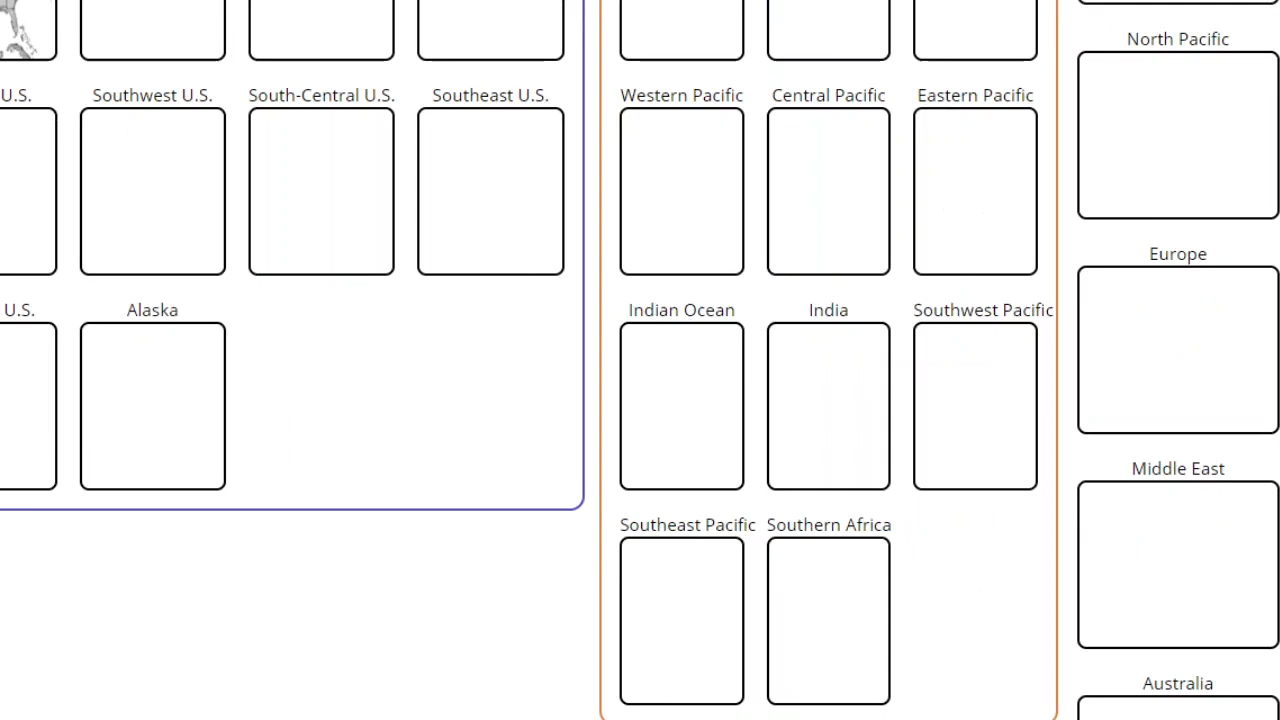 North Pacific
U.S.
Southwest U.S.
South-Central U.S.
Southeast U.S.
Western Pacific
Central Pacific
Eastern Pacific
Europe
U.S.
Alaska
Indian Ocean
India
Southwest Pacific
Middle East
Southeast Pacific
Southern Africa
Australia